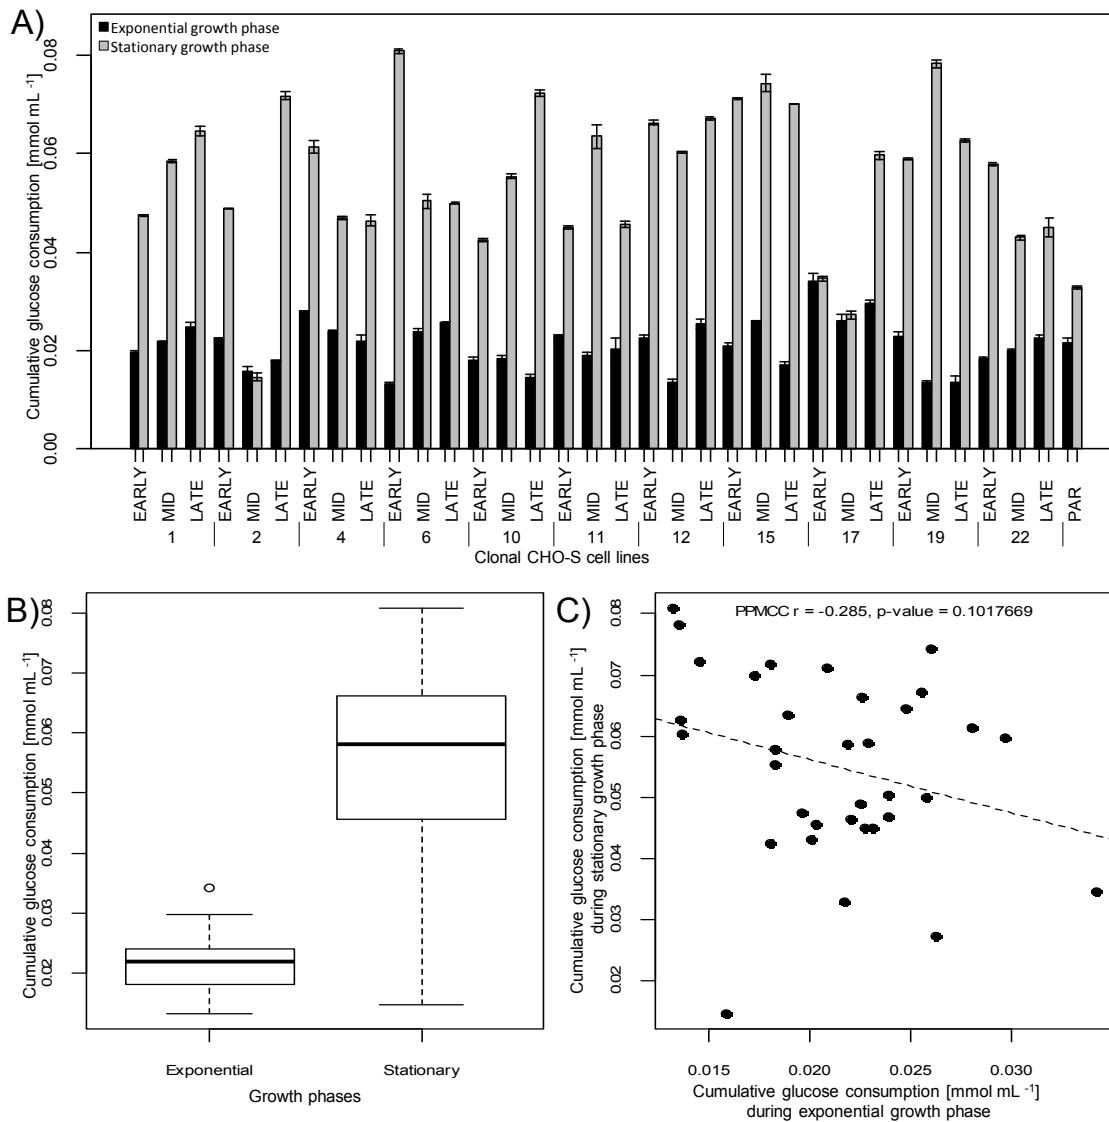 A)
Exponential growth phase
Stationary growth phase
Cumulative glucose consumption [mmol mL -1]
0.08
0.06
0.04
0.02
0.00
EARLY MID LATE EARLY MID LATE EARLY MID LATE EARLY MID LATE EARLY MID LATE EARLY MID LATE EARLY MID LATE EARLY MID LATE EARLY MID LATE EARLY MID LATE EARLY MID LATE PAR
1 2 4 6 10 11 12 15 17 19 22
Clonal CHO-S cell lines
B)
Cumulative glucose consumption [mmol mL -1]
0.08
0.07
0.06
0.05
0.04
0.03
0.02
Exponential Stationary
Growth phases
C)
PPMCC r = -0.285, p-value = 0.1017669
Cumulative glucose consumption [mmol mL -1]
during stationary growth phase
0.08
0.07
0.06
0.05
0.04
0.03
0.02
0.015 0.020 0.025 0.030
Cumulative glucose consumption [mmol mL -1]
during exponential growth phase